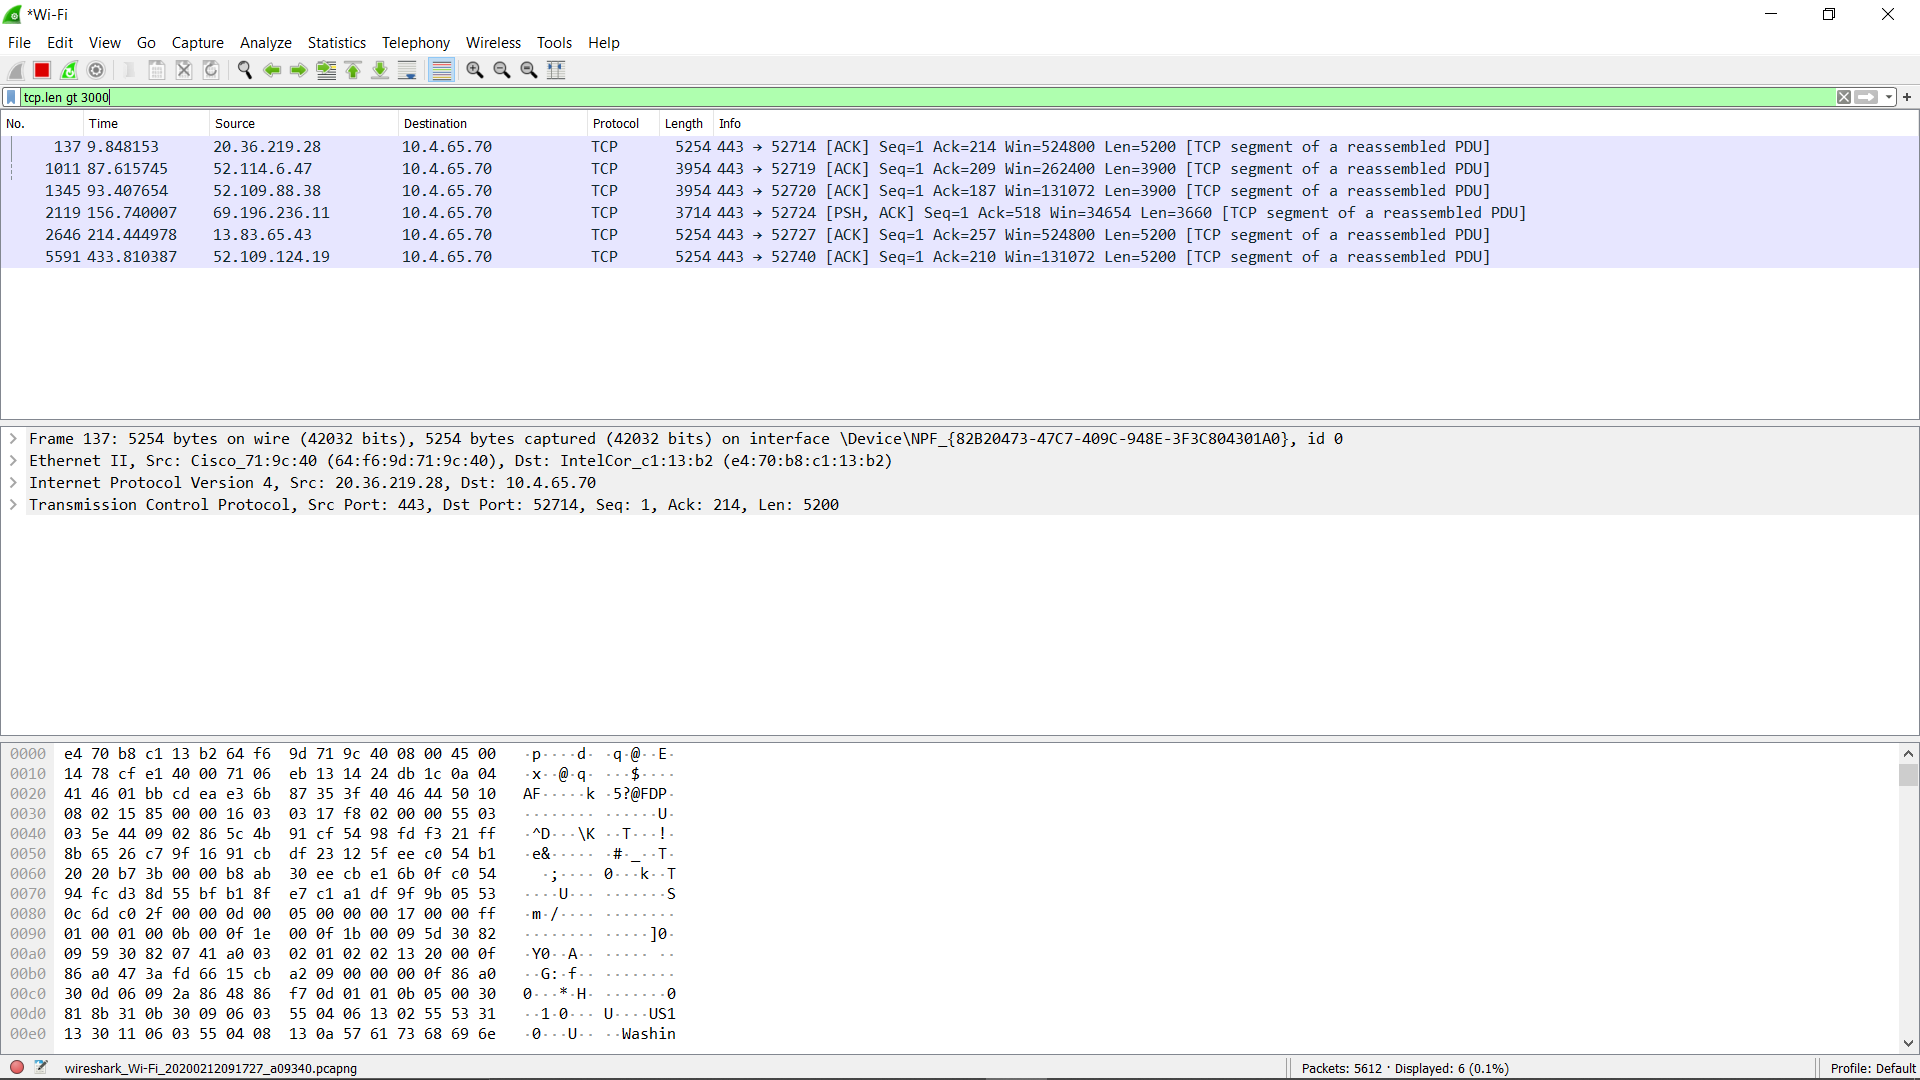 *Wi-Fi
File Edit View Go Capture Analyze Statistics Telephony Wireless Tools Help
tcp.len gt 3000
No. Time Source Destination Protocol Length Info
137 9.848153 20.36.219.28 10.4.65.70 TCP 5254 443 → 52714 [ACK] Seq=1 Ack=214 Win=524800 Len=5200 [TCP segment of a reassembled PDU]
1011 87.615745 52.114.6.47 10.4.65.70 TCP 3954 443 → 52719 [ACK] Seq=1 Ack=209 Win=262400 Len=3900 [TCP segment of a reassembled PDU]
1345 93.407654 52.109.88.38 10.4.65.70 TCP 3954 443 → 52720 [ACK] Seq=1 Ack=187 Win=131072 Len=3900 [TCP segment of a reassembled PDU]
2119 156.740007 69.196.236.11 10.4.65.70 TCP 3714 443 → 52724 [PSH, ACK] Seq=1 Ack=518 Win=34654 Len=3660 [TCP segment of a reassembled PDU]
2646 214.444978 13.83.65.43 10.4.65.70 TCP 5254 443 → 52727 [ACK] Seq=1 Ack=257 Win=524800 Len=5200 [TCP segment of a reassembled PDU]
5591 433.810387 52.109.124.19 10.4.65.70 TCP 5254 443 → 52740 [ACK] Seq=1 Ack=210 Win=131072 Len=5200 [TCP segment of a reassembled PDU]
Frame 137: 5254 bytes on wire (42032 bits), 5254 bytes captured (42032 bits) on interface \Device\NPF_{82B20473-47C7-409C-948E-3F3C804301A0}, id 0
Ethernet II, Src: Cisco_71:9c:40 (64:f6:9d:71:9c:40), Dst: IntelCor_c1:13:b2 (e4:70:b8:c1:13:b2)
Internet Protocol Version 4, Src: 20.36.219.28, Dst: 10.4.65.70
Transmission Control Protocol, Src Port: 443, Dst Port: 52714, Seq: 1, Ack: 214, Len: 5200
0000 e4 70 b8 c1 13 b2 64 f6 9d 71 9c 40 08 00 45 00 ·p····d· ·q·@··E·
0010 14 78 cf e1 40 00 71 06 eb 13 14 24 db 1c 0a 04 ·x··@·q· ···$····
0020 41 46 01 bb cd ea e3 6b 87 35 3f 40 46 44 50 10 AF·····k ·5?@FDP·
0030 08 02 15 85 00 00 16 03 03 17 f8 02 00 00 55 03 ········ ······U·
0040 03 5e 44 09 02 86 5c 4b 91 cf 54 98 fd f3 21 ff ·^D···\K ··T···!·
0050 8b 65 26 c7 9f 16 91 cb df 23 12 5f ee c0 54 b1 ·e&····· ·#·_··T·
0060 20 20 b7 3b 00 00 b8 ab 30 ee cb e1 6b 0f c0 54 ·;···· 0···k··T
0070 94 fc d3 8d 55 bf b1 8f e7 c1 a1 df 9f 9b 05 53 ····U··· ·······S
0080 0c 6d c0 2f 00 00 0d 00 05 00 00 00 17 00 00 ff ·m·/···· ········
0090 01 00 01 00 0b 00 0f 1e 00 0f 1b 00 09 5d 30 82 ········ ·····]0·
00a0 09 59 30 82 07 41 a0 03 02 01 02 02 13 20 00 0f ·Y0··A·· ····· ··
00b0 86 a0 47 3a fd 66 15 cb a2 09 00 00 00 0f 86 a0 ··G:·f·· ········
00c0 30 0d 06 09 2a 86 48 86 f7 0d 01 01 0b 05 00 30 0···*·H· ·······0
00d0 81 8b 31 0b 30 09 06 03 55 04 06 13 02 55 53 31 ··1·0··· U····US1
00e0 13 30 11 06 03 55 04 08 13 0a 57 61 73 68 69 6e ·0···U·· ··Washin
wireshark_Wi-Fi_20200212091727_a09340.pcapng Packets: 5612 · Displayed: 6 (0.1%) Profile: Default